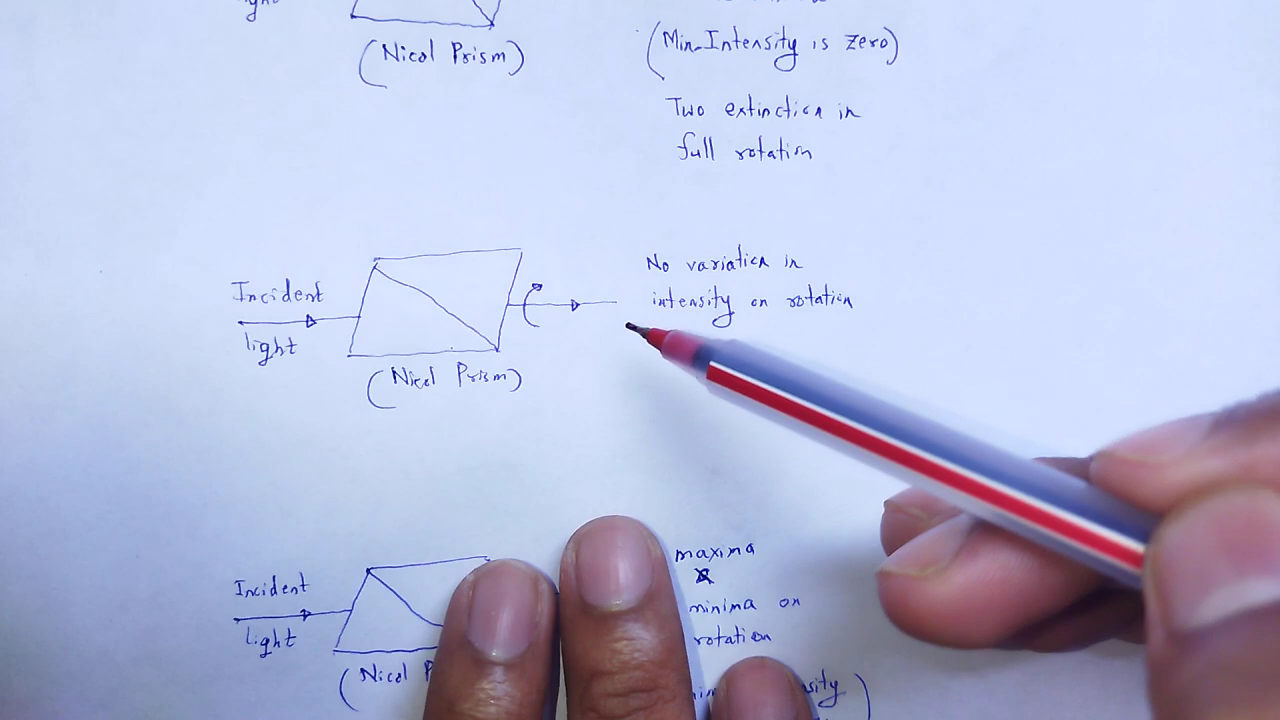 (Nicol Prism)
(Min. Intensity is zero)
Two extinction in
full rotation
Incident
light
(Nicol Prism)
No variation in
intensity on rotation
Incident
light
(Nicol
maxima
&
minima on
rotation